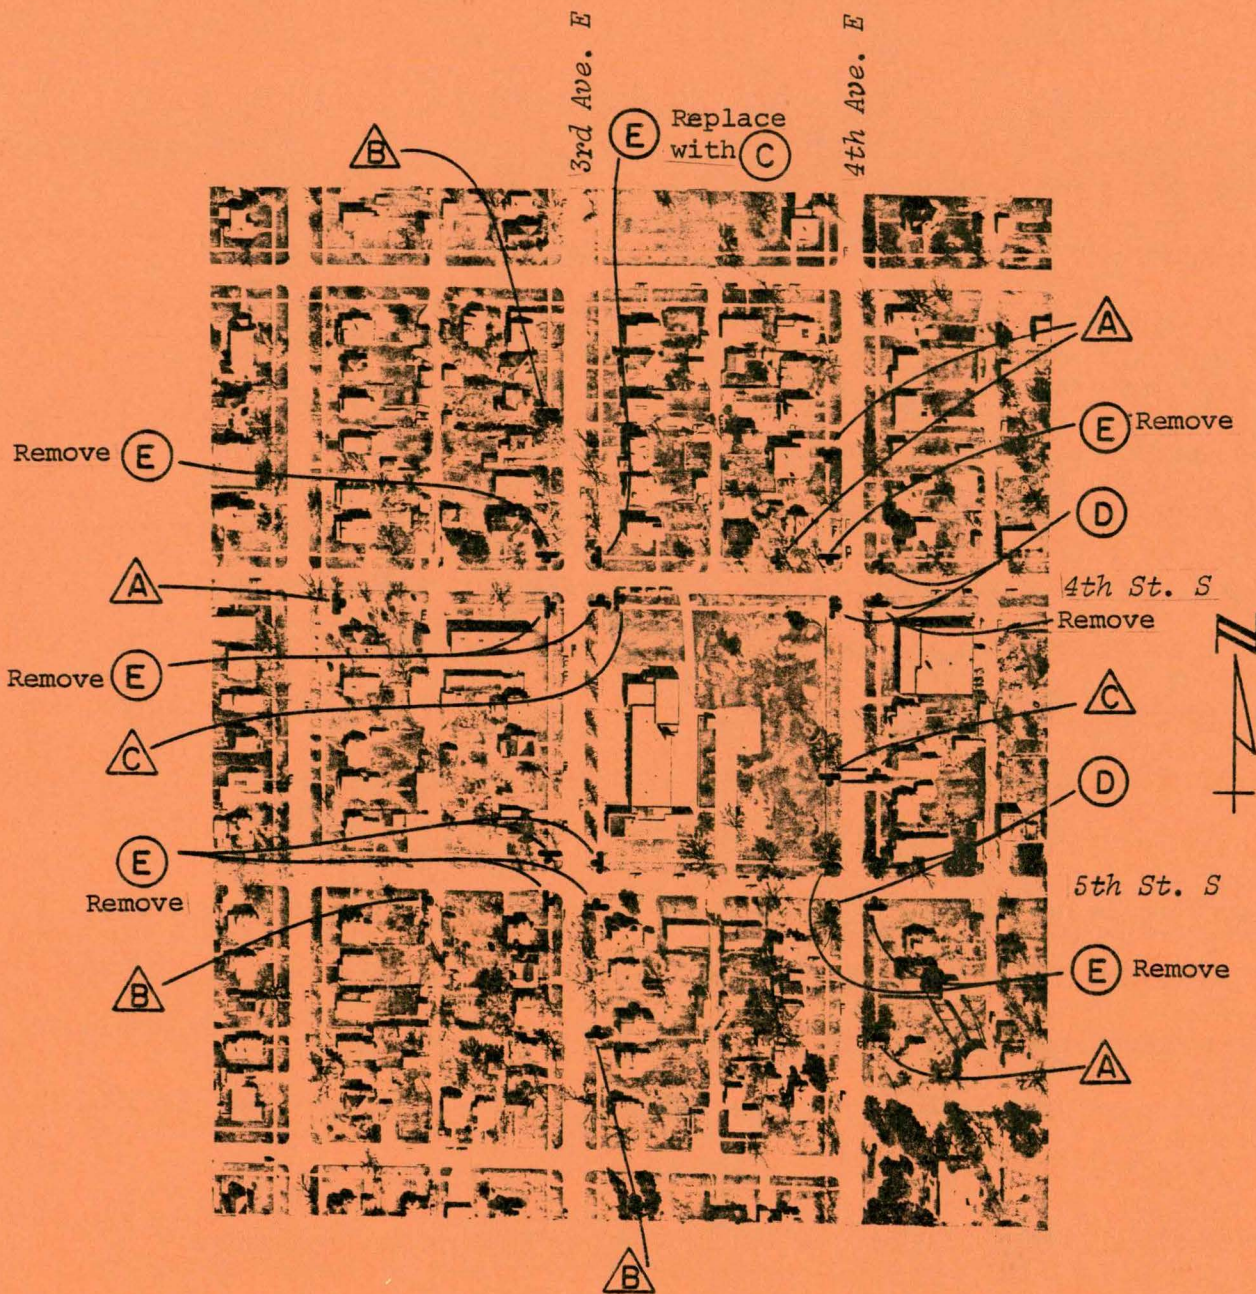 3rd Ave. E
4th Ave. E
E Replace
with C
B
A
Remove E
E Remove
D
A
4th St. S
Remove
Remove E
C
C
D
E
Remove
5th St. S
B
E Remove
A
B